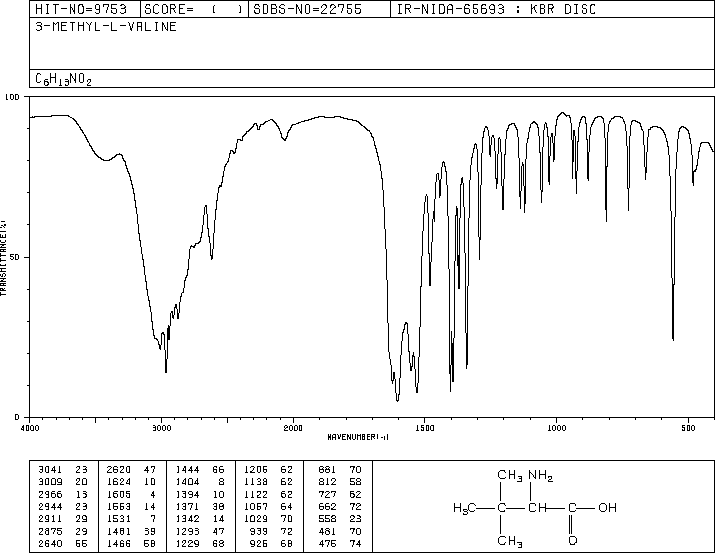 HIT-NO=9753 SCORE= ( ) SDBS-NO=22755 IR-NIDA-65693 : KBR DISC
3-METHYL-L-VALINE
C6H13NO2
100
50
0
TRANSMITTANCE(%)
4000 3000 2000 1500 1000 500
WAVENUMBER(-1)
3041 23 2620 47 1444 66 1206 62 881 70
3009 20 1624 10 1404 8 1138 62 812 58
2966 13 1605 4 1394 10 1122 62 727 62
2944 23 1553 14 1371 38 1057 64 662 72
2911 29 1531 7 1342 14 1029 70 558 23
2875 29 1481 39 1293 47 939 72 481 70
2640 55 1466 58 1229 68 926 68 475 74
CH3 NH2
H3C C CH C OH
CH3 O